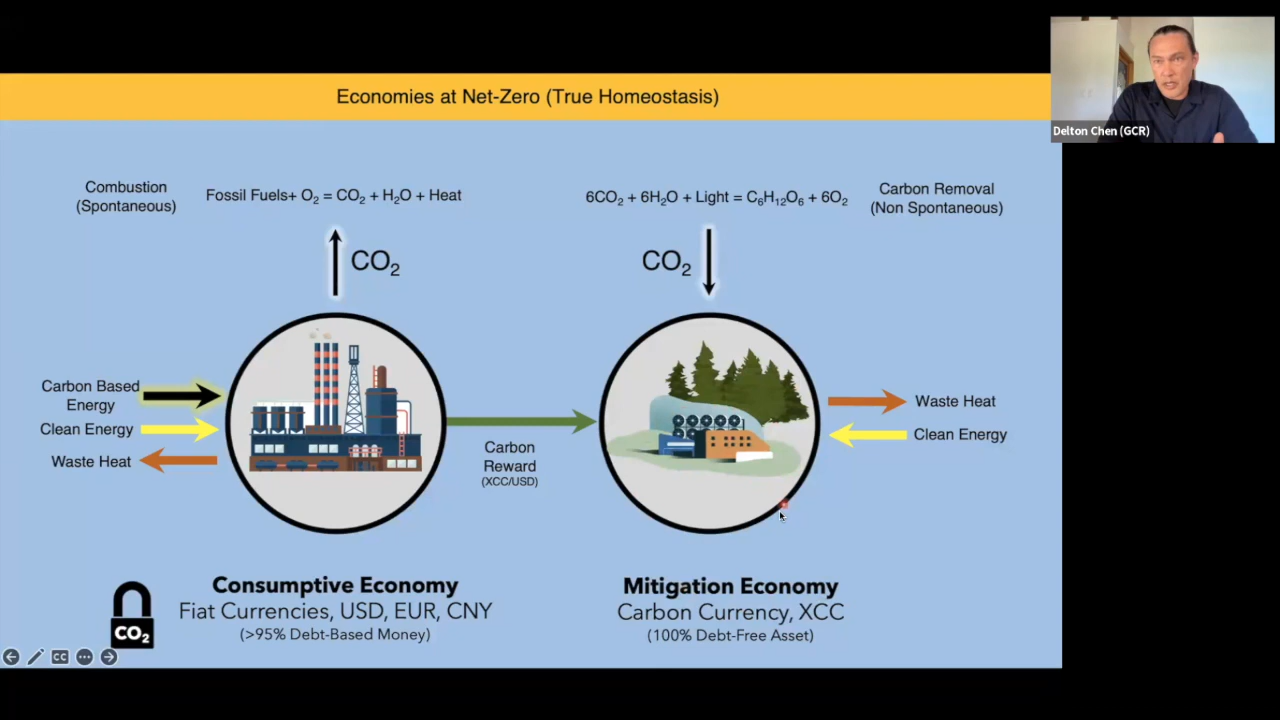 Economies at Net-Zero (True Homeostasis)
Delton Chen (GCR)
Combustion
(Spontaneous)
Fossil Fuels+ O₂ = CO₂ + H₂O + Heat
6CO₂ + 6H₂O + Light = C₆H₁₂O₆ + 6O₂
Carbon Removal
(Non Spontaneous)
CO₂
CO₂
Carbon Based
Energy
Clean Energy
Waste Heat
Carbon
Reward
(XCC/USD)
Waste Heat
Clean Energy
Consumptive Economy
Fiat Currencies, USD, EUR, CNY
(>95% Debt-Based Money)
Mitigation Economy
Carbon Currency, XCC
(100% Debt-Free Asset)
CO₂
CC